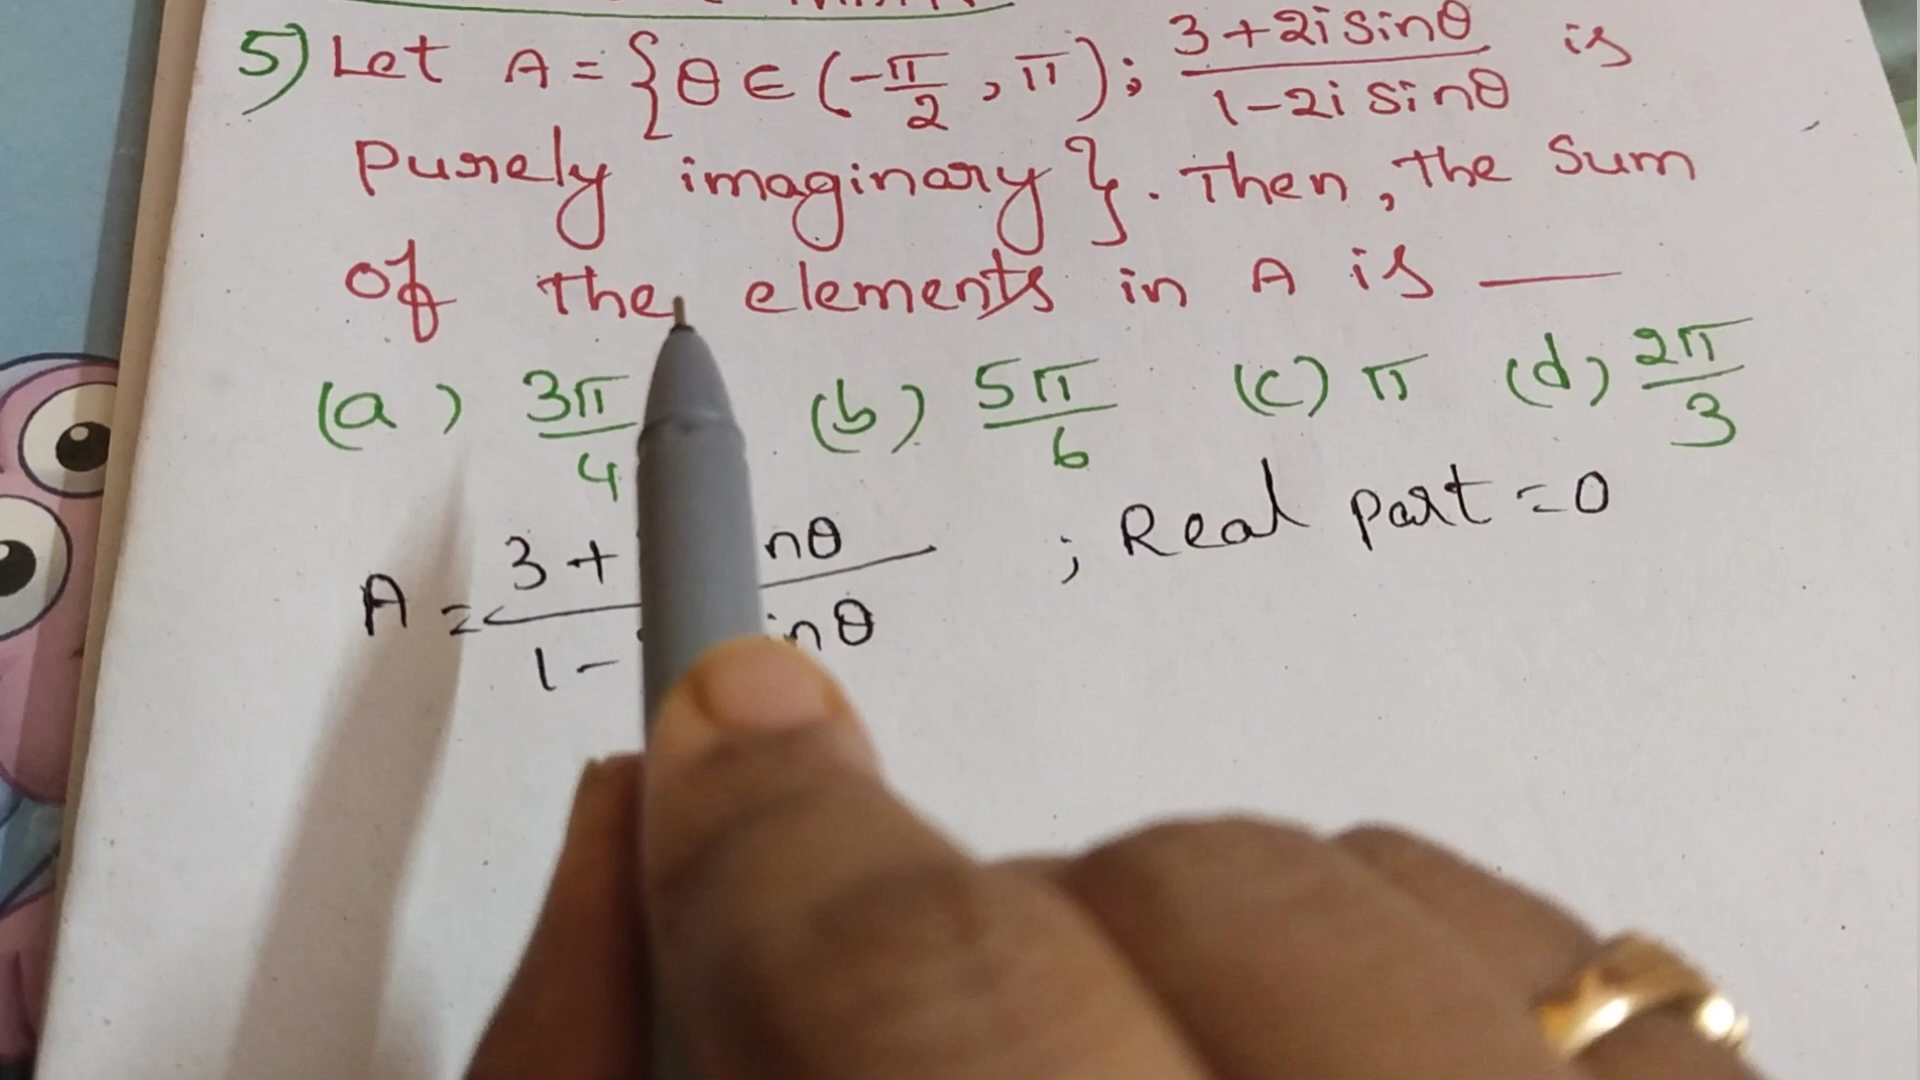 5) Let A = { θ ∈ (-π/2, π); (3+2i sinθ)/(1-2i sinθ) is
Purely imaginary }. Then, the sum
of the elements in A is ___
(a) 3π/4 (b) 5π/6 (c) π (d) 2π/3
A = (3+ nθ)/(1- inθ) ; Real part = 0